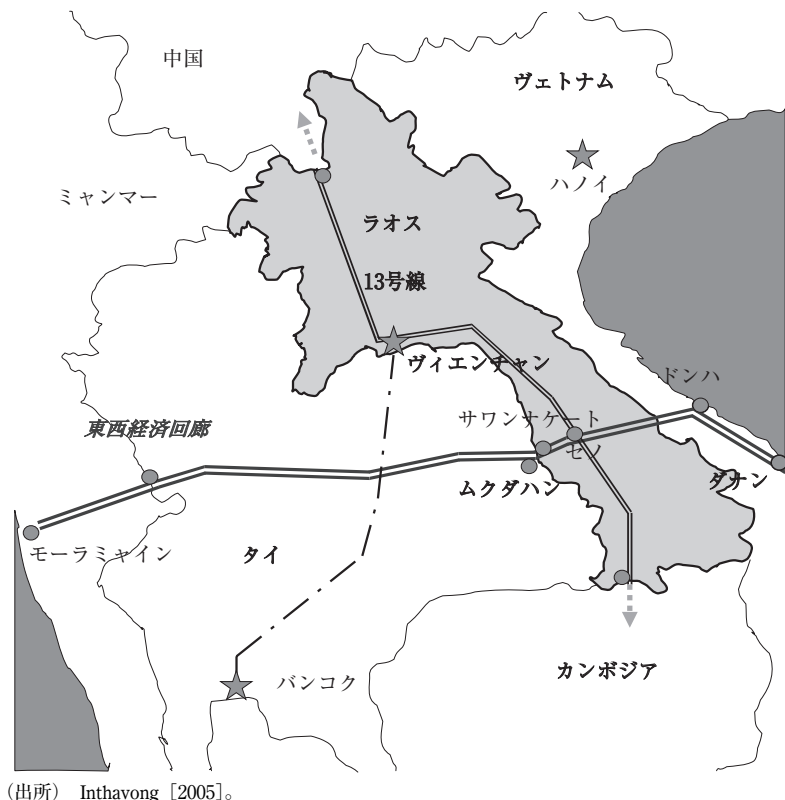 中国
ヴェトナム
ハノイ
ミャンマー
ラオス
13号線
ヴィエンチャン
ドンハ
サワンナケート
東西経済回廊
セノ
ムクダハン
ダナン
モーラミャイン
タイ
カンボジア
バンコク
(出所) Inthavong [2005]。